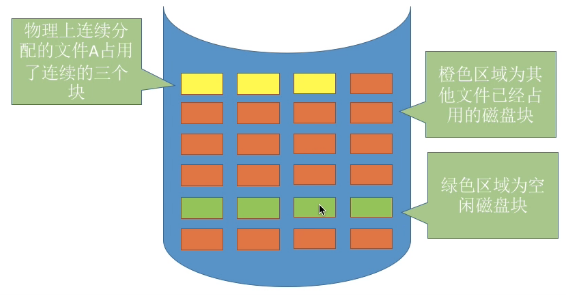 物理上连续分
配的文件A占用
了连续的三个
块
橙色区域为其
他文件已经占
用的磁盘块
绿色区域为空
闲磁盘块